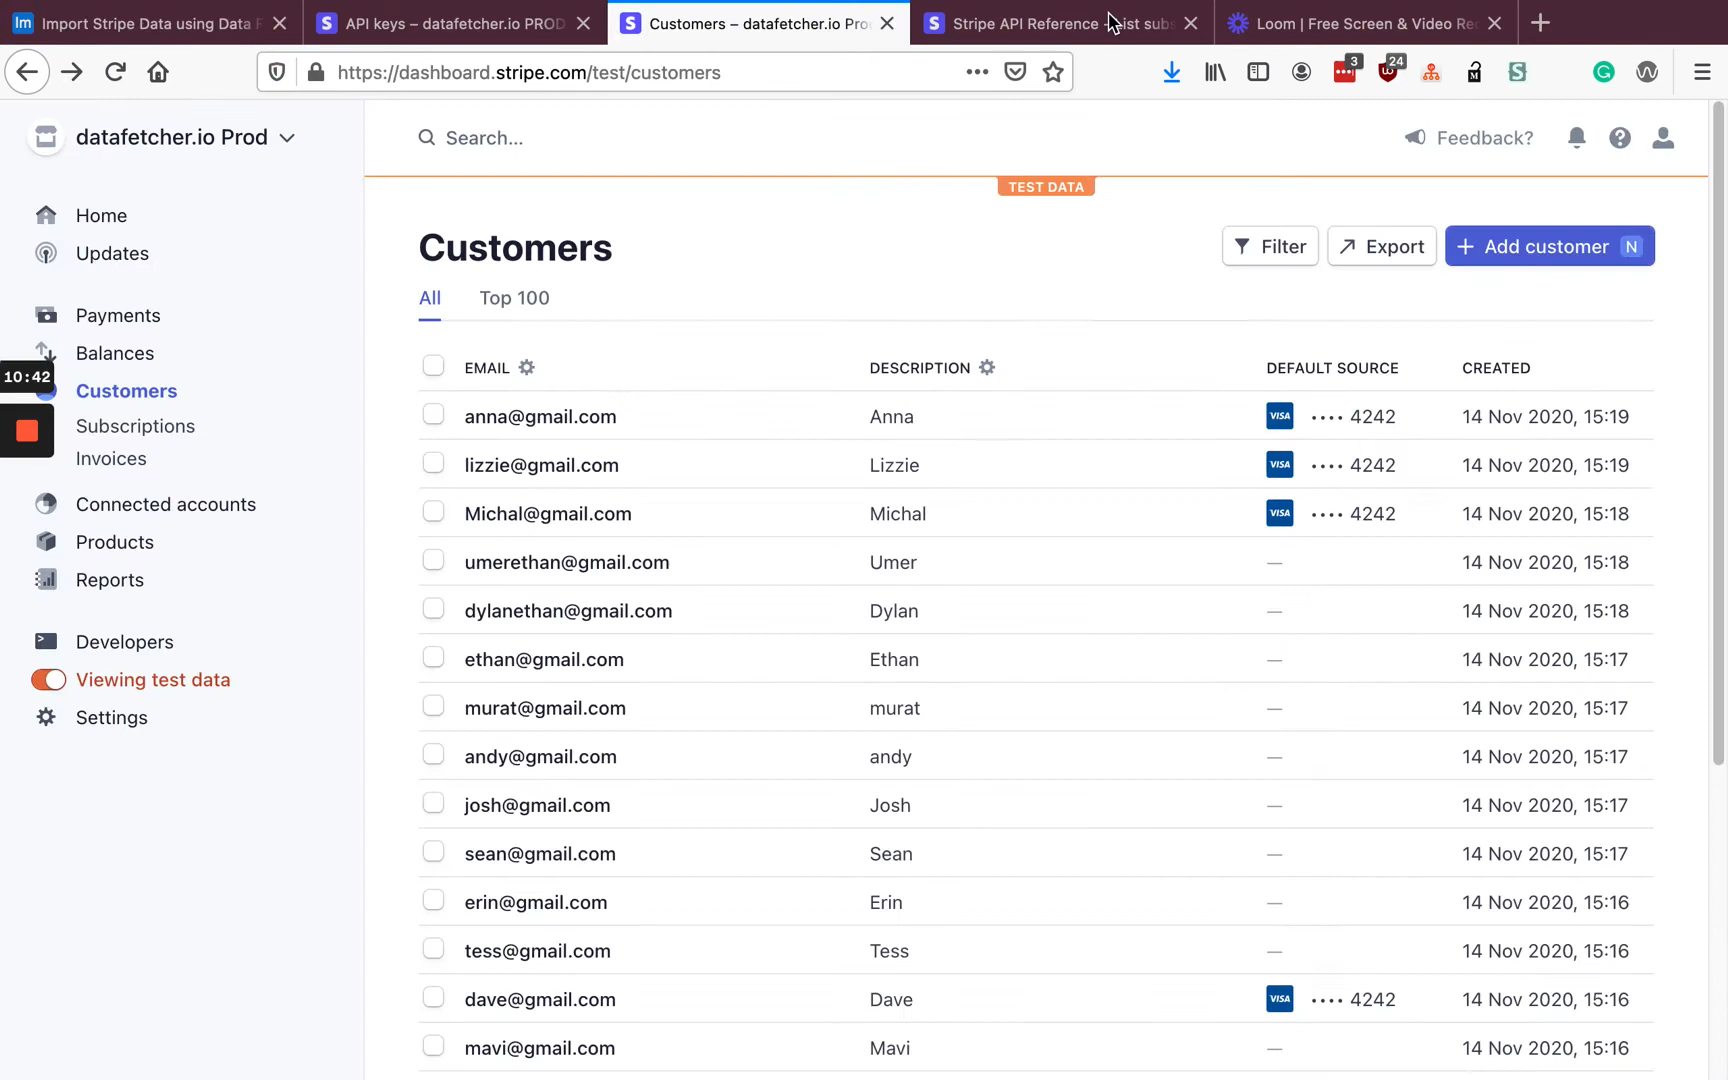 Im Import Stripe Data using Data F
S API keys – datafetcher.io PROD
S Customers – datafetcher.io Pro
S Stripe API Reference - List subs
Loom | Free Screen & Video Re
https://dashboard.stripe.com/test/customers
3
24
datafetcher.io Prod
Search...
Feedback?
TEST DATA
Home
Updates
Payments
Balances
10:42
Customers
Subscriptions
Invoices
Connected accounts
Products
Reports
Developers
Viewing test data
Settings
Customers
Filter
Export
Add customer N
All
Top 100
EMAIL DESCRIPTION DEFAULT SOURCE CREATED
anna@gmail.com Anna VISA •••• 4242 14 Nov 2020, 15:19
lizzie@gmail.com Lizzie VISA •••• 4242 14 Nov 2020, 15:19
Michal@gmail.com Michal VISA •••• 4242 14 Nov 2020, 15:18
umerethan@gmail.com Umer — 14 Nov 2020, 15:18
dylanethan@gmail.com Dylan — 14 Nov 2020, 15:18
ethan@gmail.com Ethan — 14 Nov 2020, 15:17
murat@gmail.com murat — 14 Nov 2020, 15:17
andy@gmail.com andy — 14 Nov 2020, 15:17
josh@gmail.com Josh — 14 Nov 2020, 15:17
sean@gmail.com Sean — 14 Nov 2020, 15:17
erin@gmail.com Erin — 14 Nov 2020, 15:16
tess@gmail.com Tess — 14 Nov 2020, 15:16
dave@gmail.com Dave VISA •••• 4242 14 Nov 2020, 15:16
mavi@gmail.com Mavi — 14 Nov 2020, 15:16